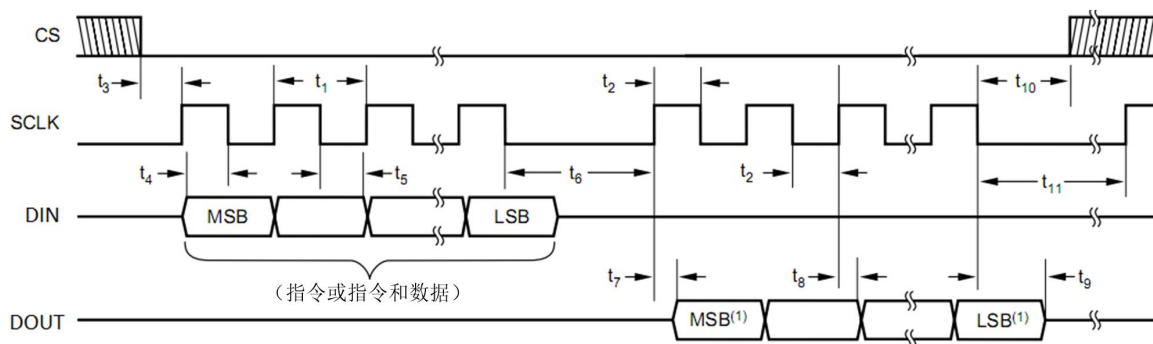 CS
t3 t1 t2 t10
SCLK
t4 t5 t6 t2 t11
DIN MSB LSB
(指令或指令和数据)
t7 t8 t9
DOUT MSB(1) LSB(1)